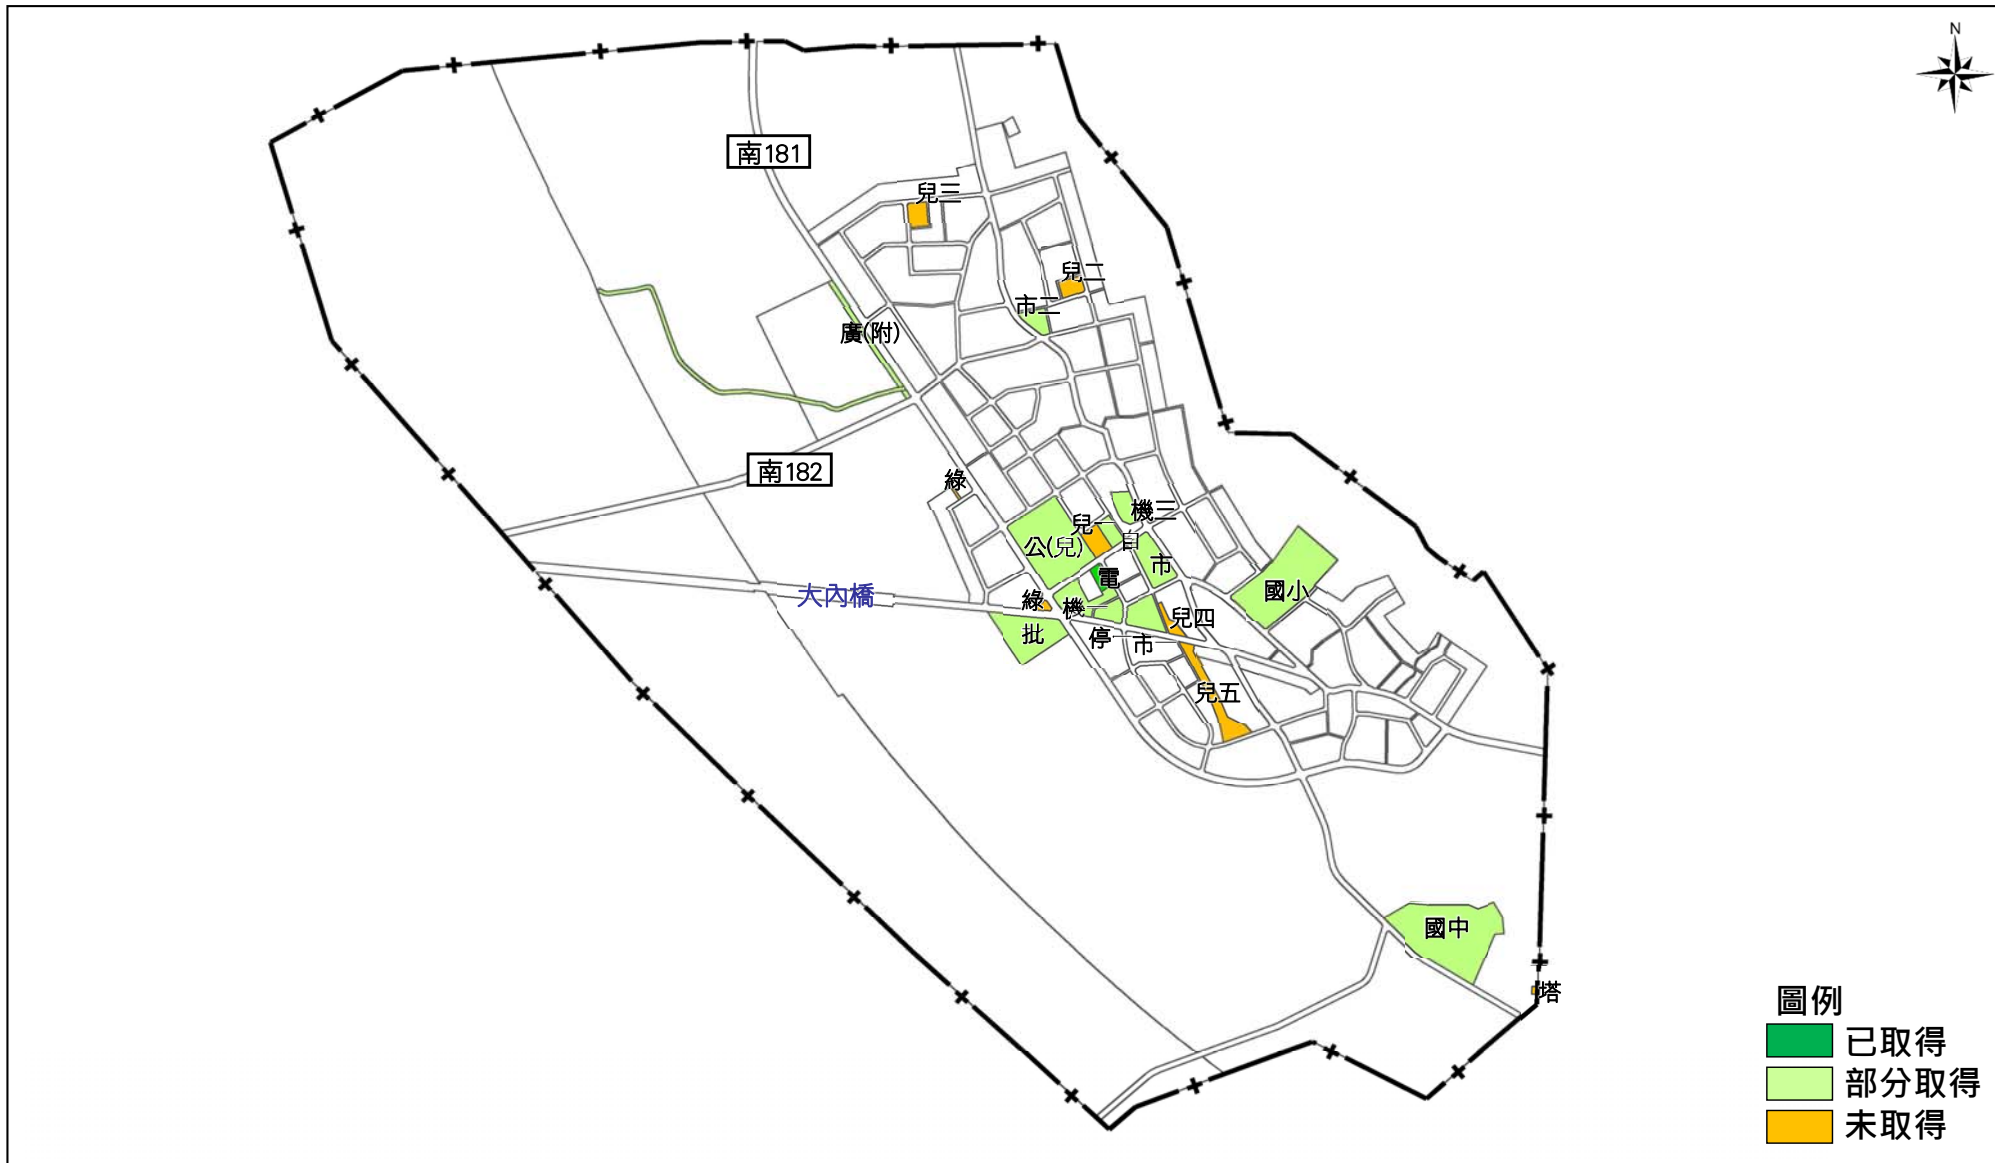 N
南181
兒三
兒二
市二
廣(附)
南182
綠
機三
兒一
自
公(兒)
市
電
國小
大內橋
綠
機一
兒四
批
停
市
兒五
國中
塔
圖例
已取得
部分取得
未取得